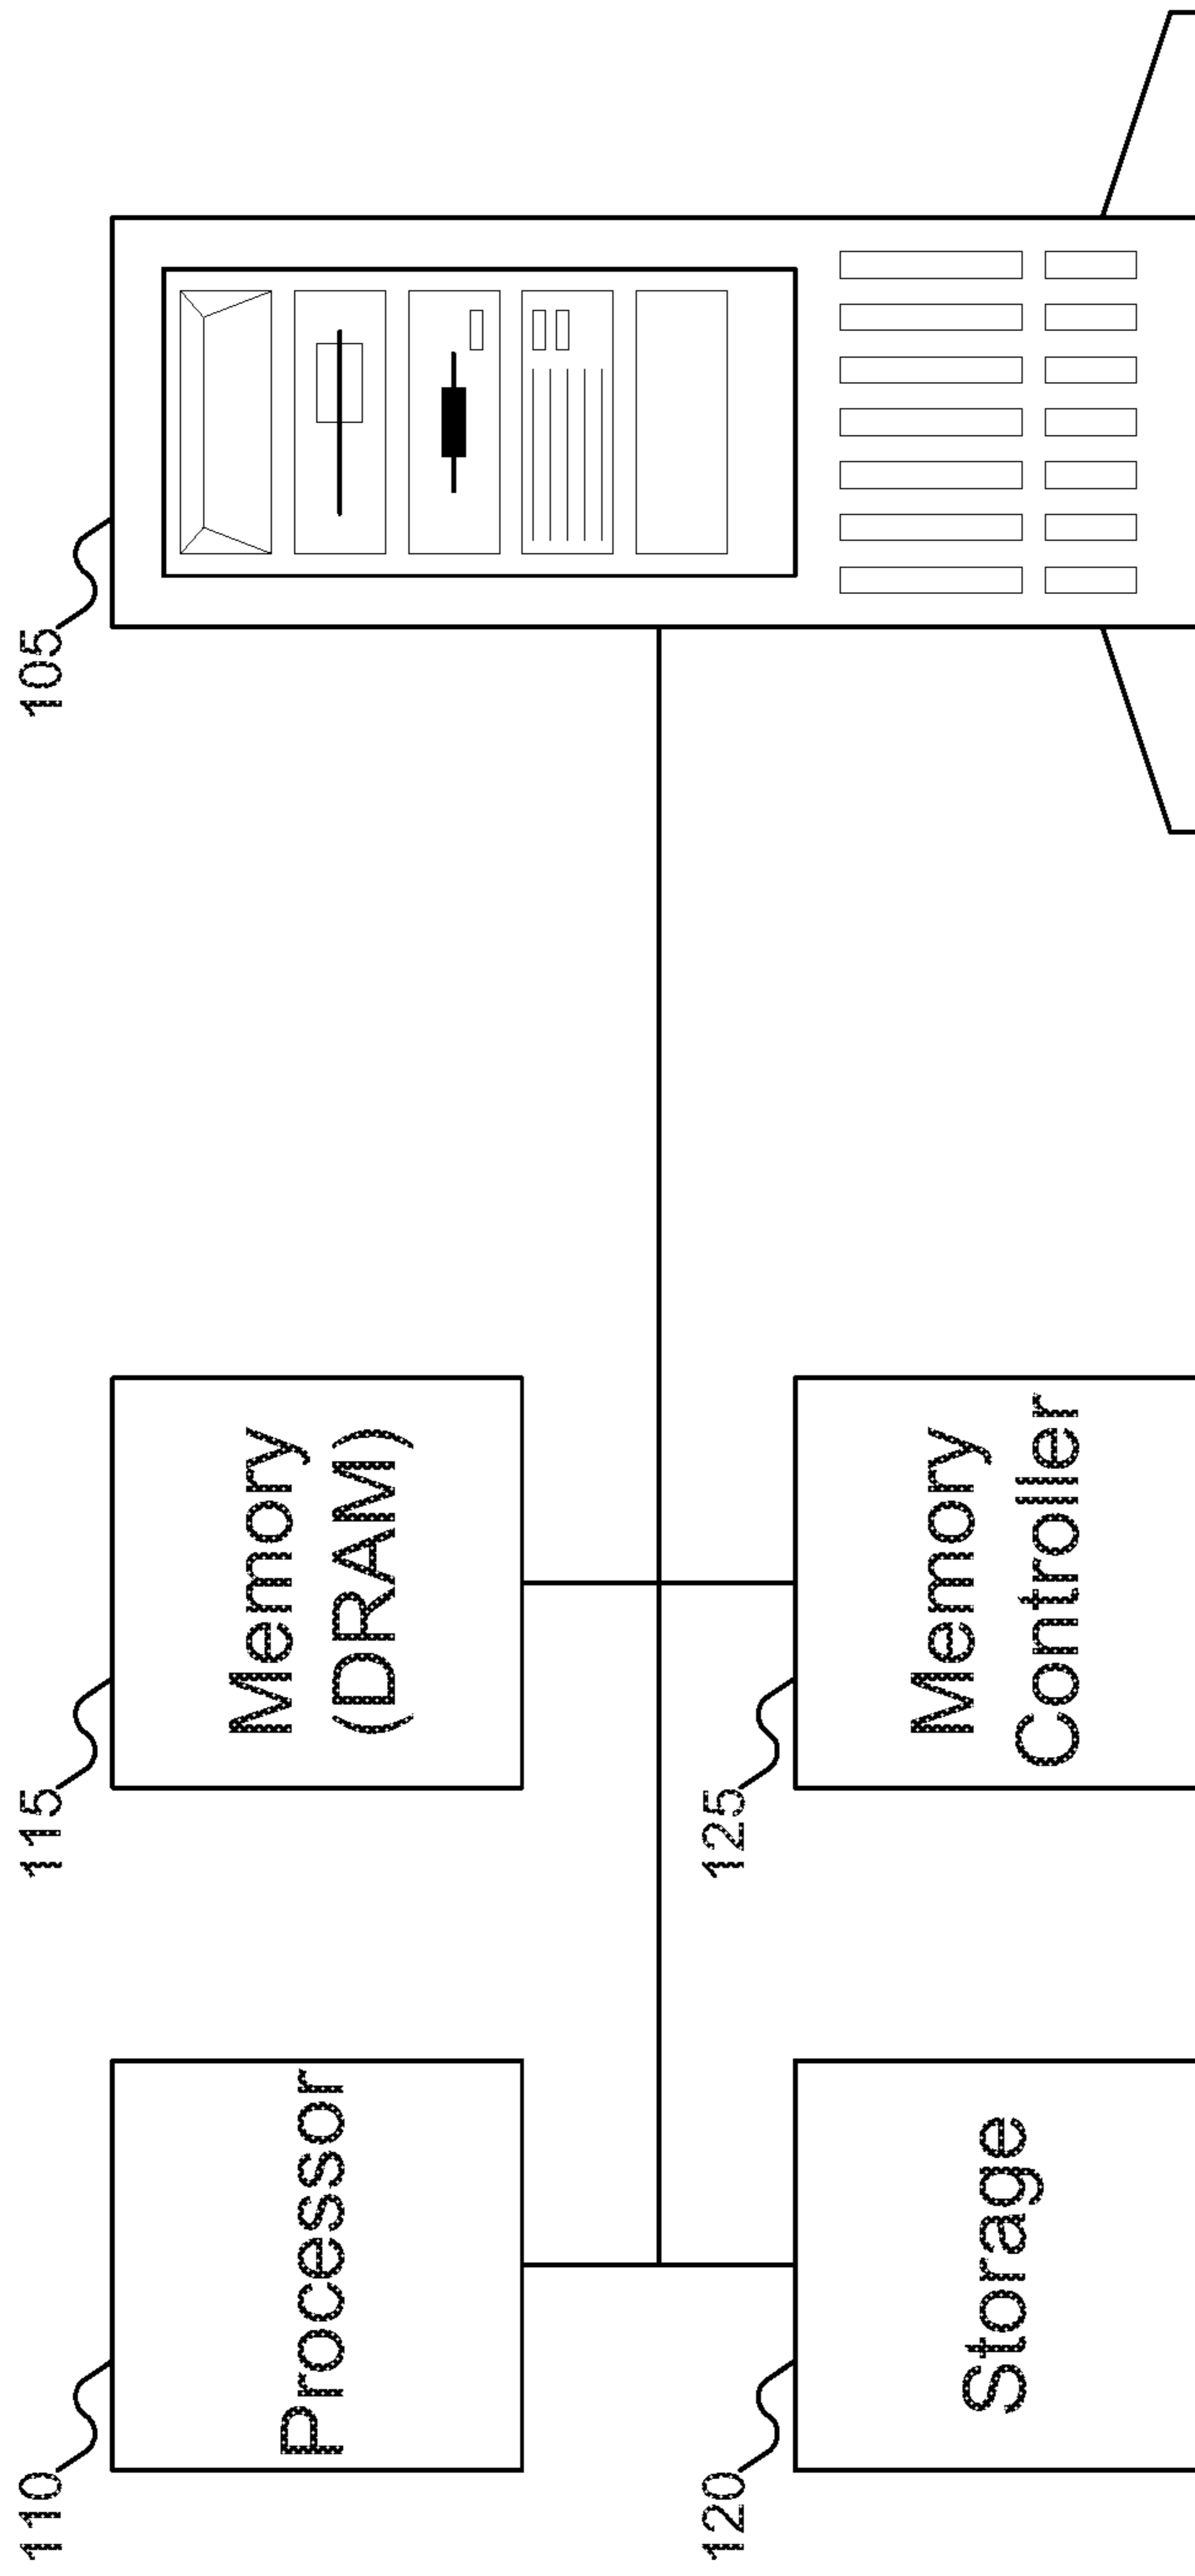 110
Processor
115
Memory
(DRAM)
105
120
Storage
125
Memory
Controller